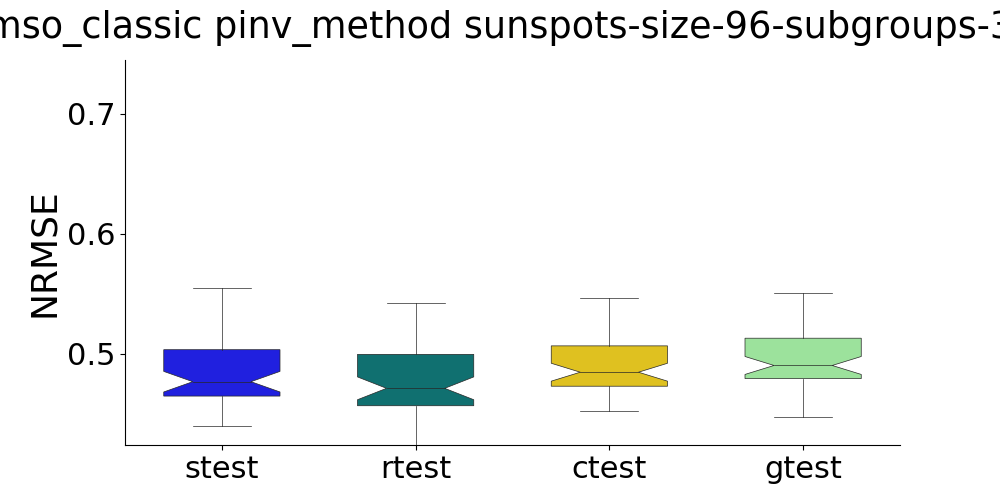 mso_classic pinv_method sunspots-size-96-subgroups-3
NRMSE
0.7
0.6
0.5
stest rtest ctest gtest